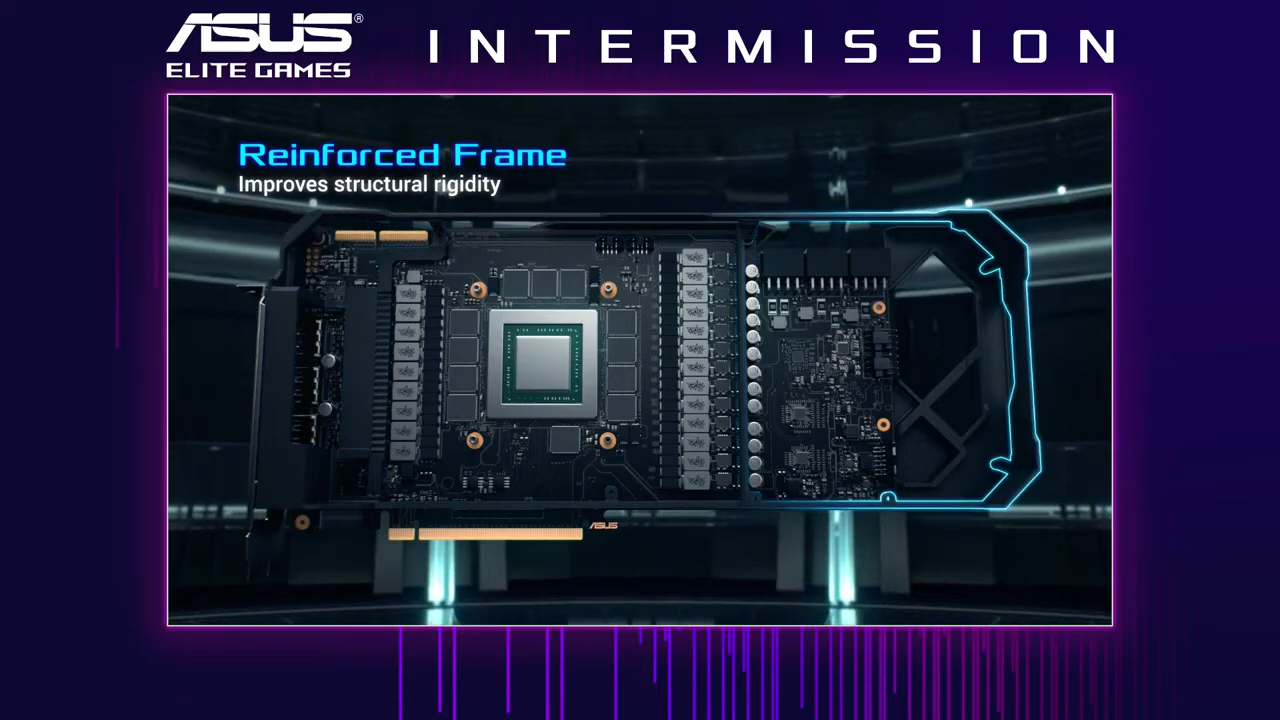 ASUS®
ELITE GAMES
INTERMISSION
Reinforced Frame
Improves structural rigidity
ASUS